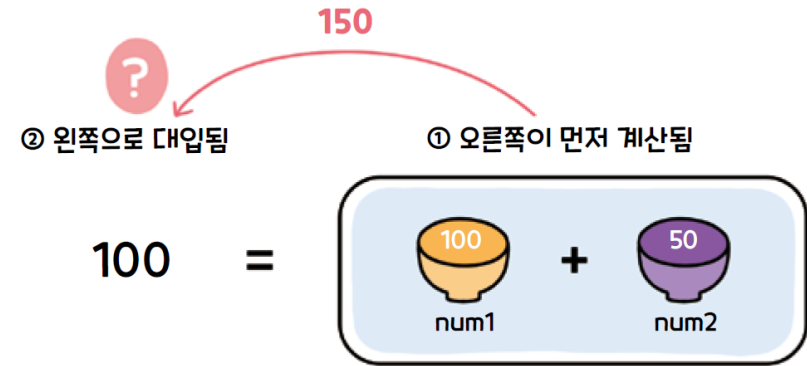 150
?
② 왼쪽으로 대입됨
① 오른쪽이 먼저 계산됨
100 = 100 + 50
num1 num2